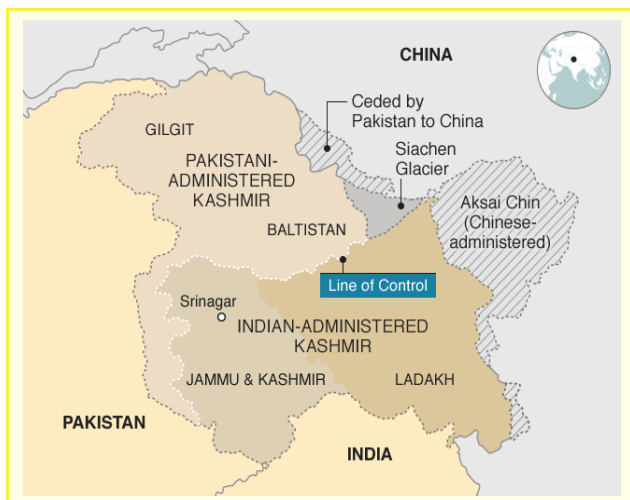 CHINA
Ceded by
Pakistan to China
GILGIT
Siachen
Glacier
PAKISTANI-
ADMINISTERED
KASHMIR
Aksai Chin
(Chinese-
administered)
BALTISTAN
Line of Control
Srinagar
INDIAN-ADMINISTERED
KASHMIR
JAMMU & KASHMIR
LADAKH
PAKISTAN
INDIA